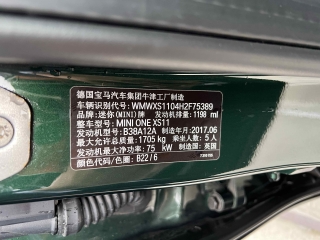 德国宝马汽车集团牛津工厂制造
车辆识别代号: WMWXS1104H2F75389
品牌: 迷你(MINI)牌 发动机排量: 1198 ml
整车型号: MINI ONE XS11
发动机型号: B38A12A 制造年月: 2017.06
最大允许总质量: 1705 kg 乘坐人数: 5人
发动机最大净功率: 75 kW 制造国: 英国
颜色代码/色圈: B22/6